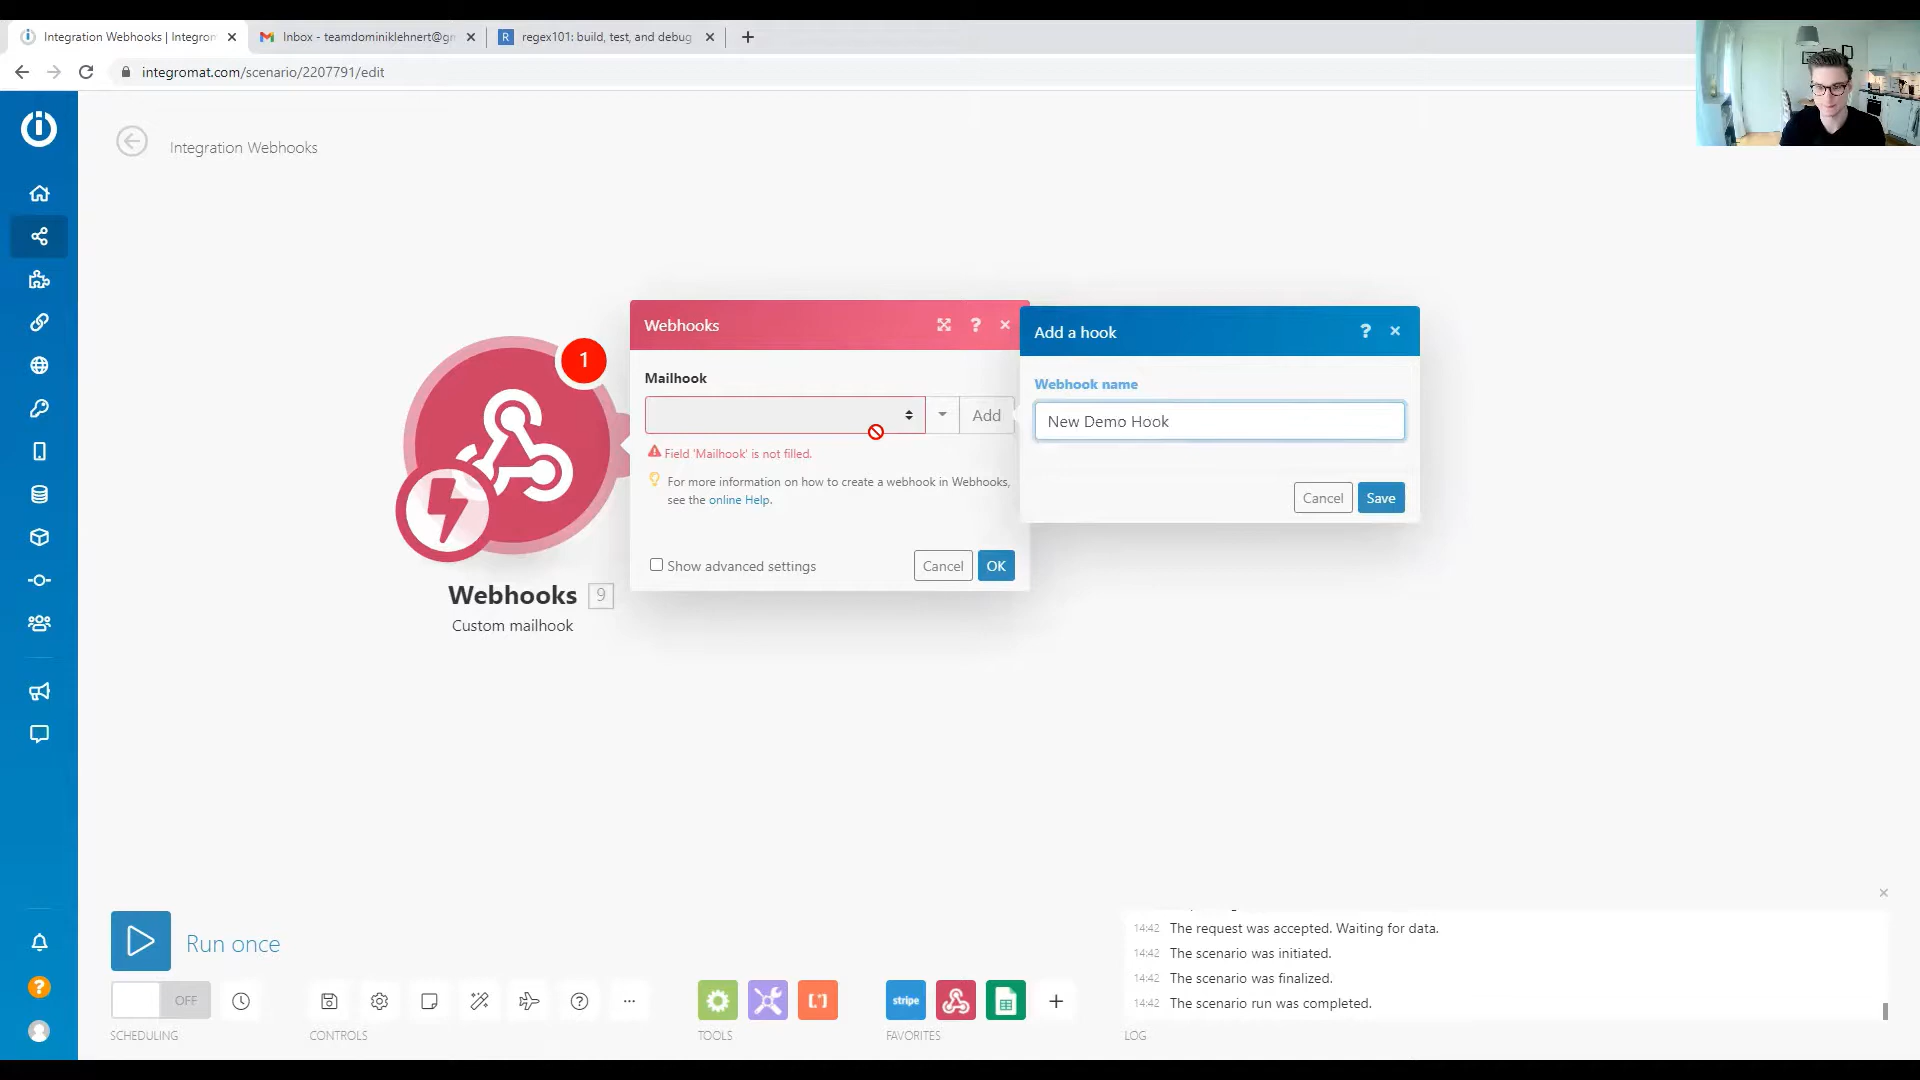 Integration Webhooks | Integrom
Inbox - teamdominiklehnert@gm
R
regex101: build, test, and debug
integromat.com/scenario/2207791/edit
Integration Webhooks
1
Webhooks
?
Add a hook
?
Mailhook
Add
Field 'Mailhook' is not filled.
For more information on how to create a webhook in Webhooks,
see the online Help.
Show advanced settings
Cancel
OK
Webhook name
New Demo Hook
Cancel
Save
Webhooks
9
Custom mailhook
Run once
OFF
SCHEDULING
CONTROLS
TOOLS
stripe
FAVORITES
14:42 The request was accepted. Waiting for data.
14:42 The scenario was initiated.
14:42 The scenario was finalized.
14:42 The scenario run was completed.
LOG